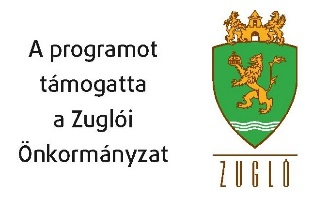 A programot
támogatta
a Zuglói
Önkormányzat
ZUGLÓ